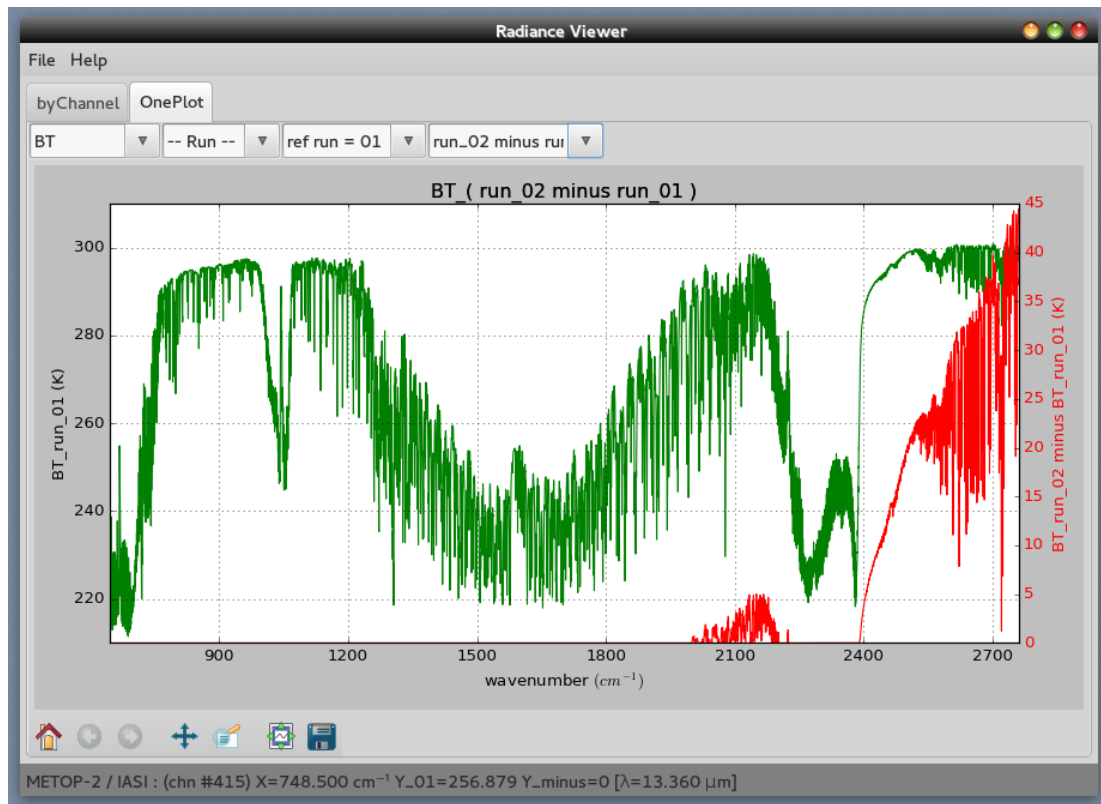 Radiance Viewer
File Help
byChannel OnePlot
BT -- Run -- ref run = 01 run_02 minus rur
BT_( run_02 minus run_01 )
BT_run_01 (K)
300
280
260
240
220
45
40
35
30
25
20
15
10
5
0
BT_run_02 minus BT_run_01 (K)
900 1200 1500 1800 2100 2400 2700
wavenumber (cm⁻¹)
METOP-2 / IASI : (chn #415) X=748.500 cm⁻¹ Y_01=256.879 Y_minus=0 [λ=13.360 μm]